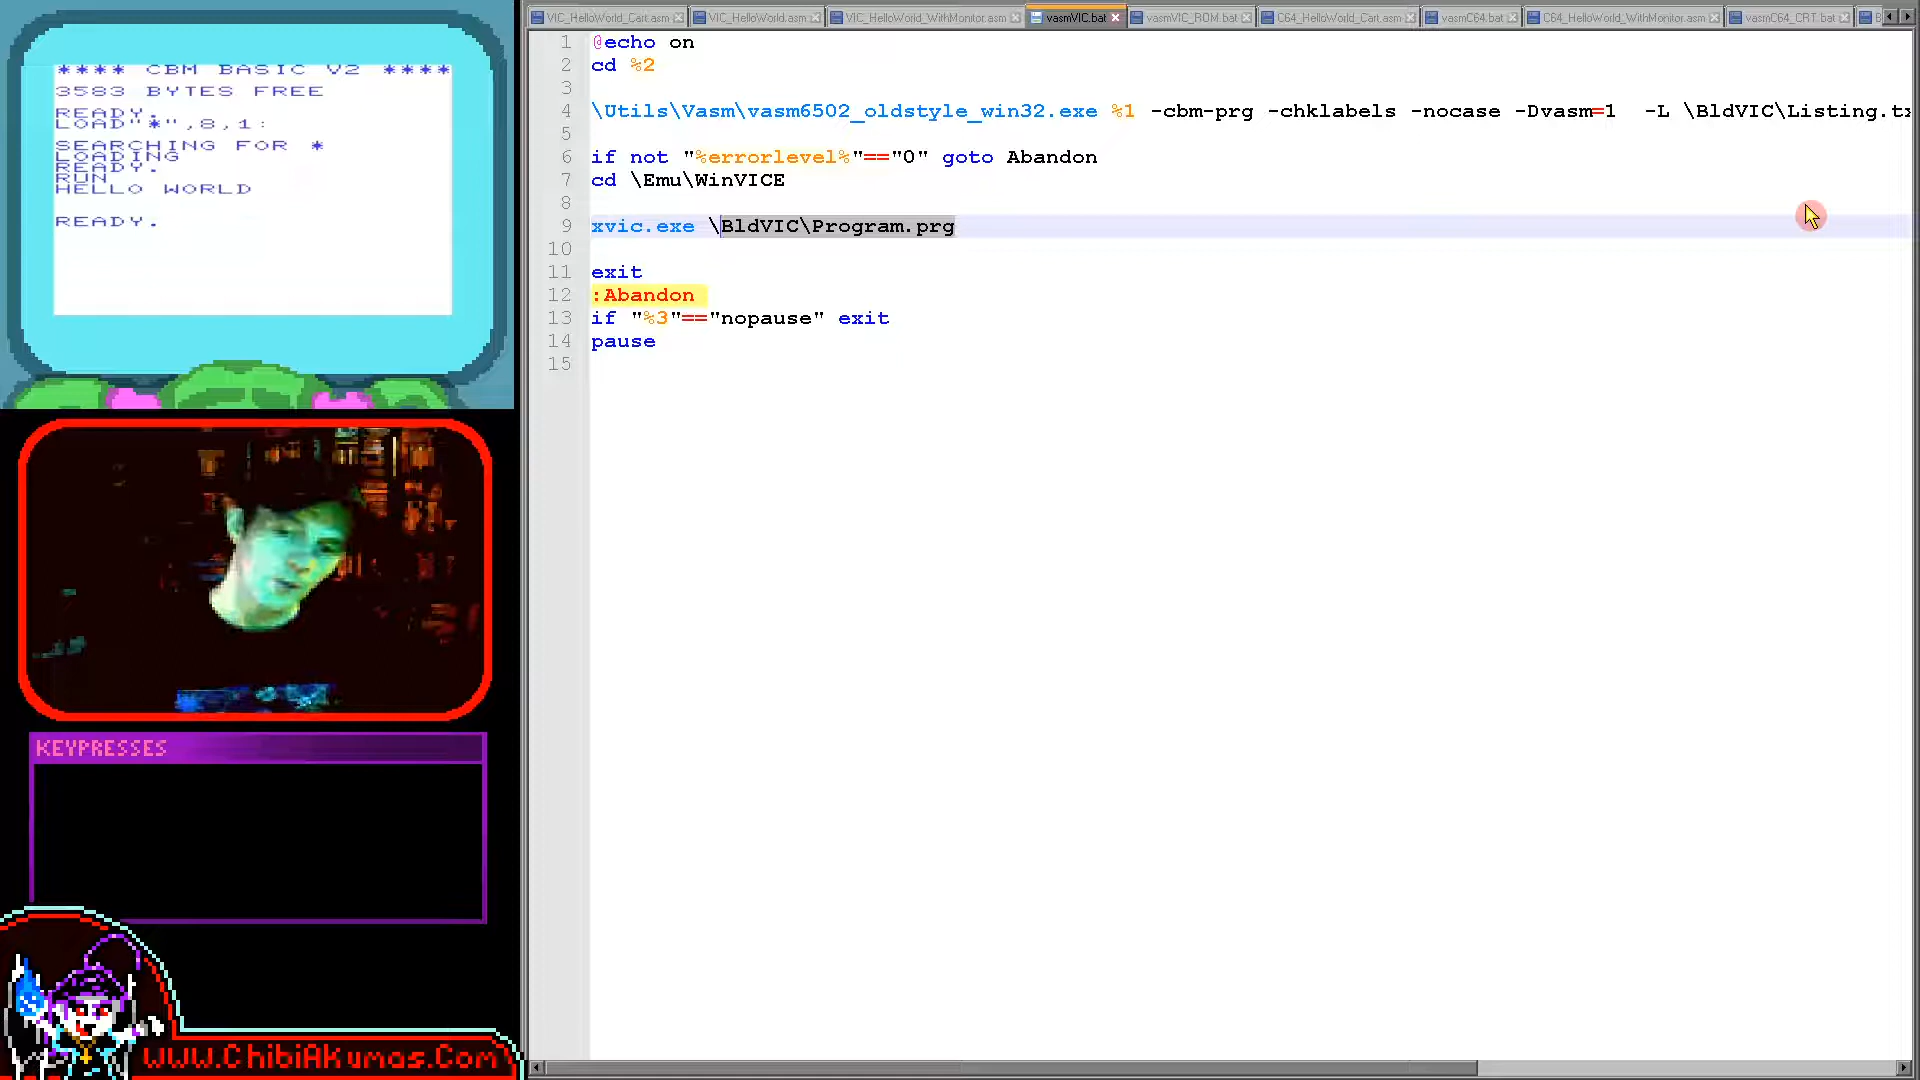 **** CBM BASIC V2 ****
3583 BYTES FREE
READY.
LOAD"*",8,1:
SEARCHING FOR *
LOADING
READY.
RUN
HELLO WORLD
READY.
KEYPRESSES
WWW.ChibiAkumas.Com
VIC_HelloWorld_Cart.asm
VIC_HelloWorld.asm
VIC_HelloWorld_WithMonitor.asm
vasmVIC.bat
vasmVIC_ROM.bat
C64_HelloWorld_Cart.asm
vasmC64.bat
C64_HelloWorld_WithMonitor.asm
vasmC64_CRT.bat
1 @echo on
2 cd %2
3
4 \Utils\Vasm\vasm6502_oldstyle_win32.exe %1 -cbm-prg -chklabels -nocase -Dvasm=1  -L \BldVIC\Listing.tx
5
6 if not "%errorlevel%"=="0" goto Abandon
7 cd \Emu\WinVICE
8
9 xvic.exe \BldVIC\Program.prg
10
11 exit
12 :Abandon
13 if "%3"=="nopause" exit
14 pause
15